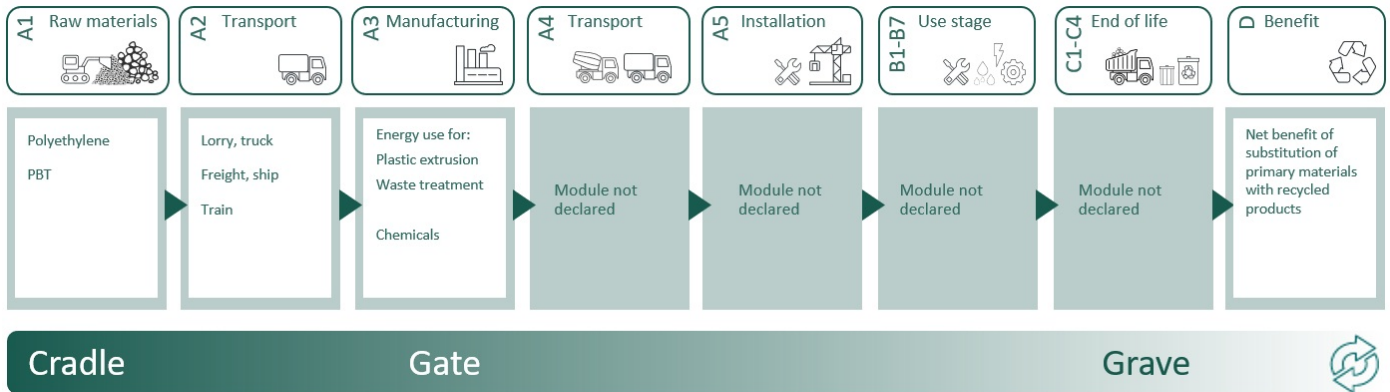 A1 Raw materials
A2 Transport
A3 Manufacturing
A4 Transport
A5 Installation
B1-B7 Use stage
C1-C4 End of life
D Benefit
Polyethylene
PBT
Lorry, truck
Freight, ship
Train
Energy use for:
Plastic extrusion
Waste treatment
Chemicals
Module not
declared
Module not
declared
Module not
declared
Module not
declared
Net benefit of
substitution of
primary materials
with recycled
products
Cradle
Gate
Grave